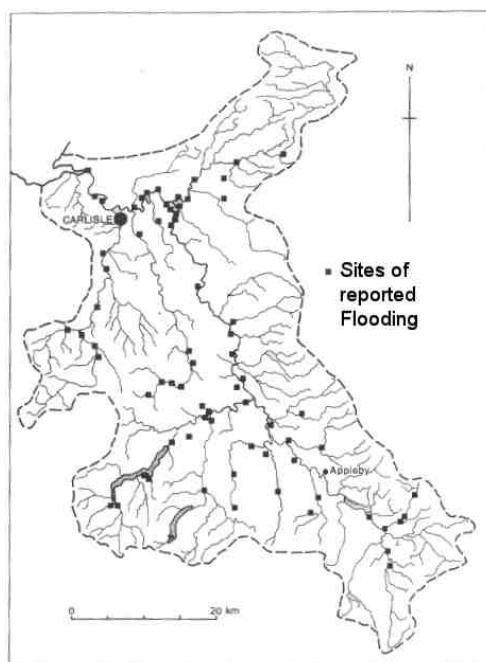 N
CARLISLE
Sites of
reported
Flooding
Appleby
0 20 km